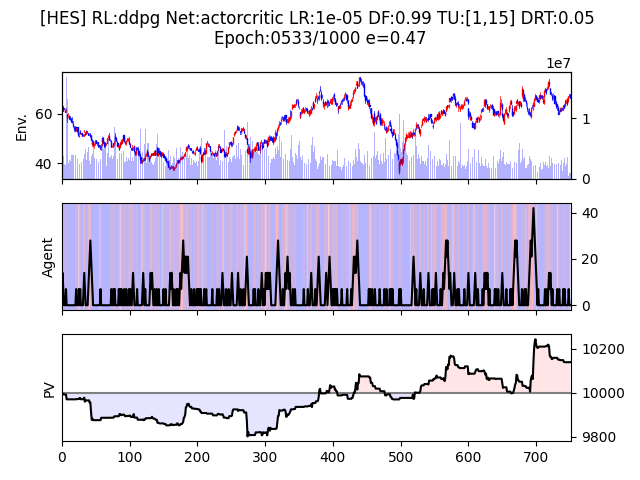 [HES] RL:ddpg Net:actorcritic LR:1e-05 DF:0.99 TU:[1,15] DRT:0.05
Epoch:0533/1000 e=0.47
1e7
Env.
60
40
1
0
Agent
40
20
0
PV
10200
10000
9800
0 100 200 300 400 500 600 700